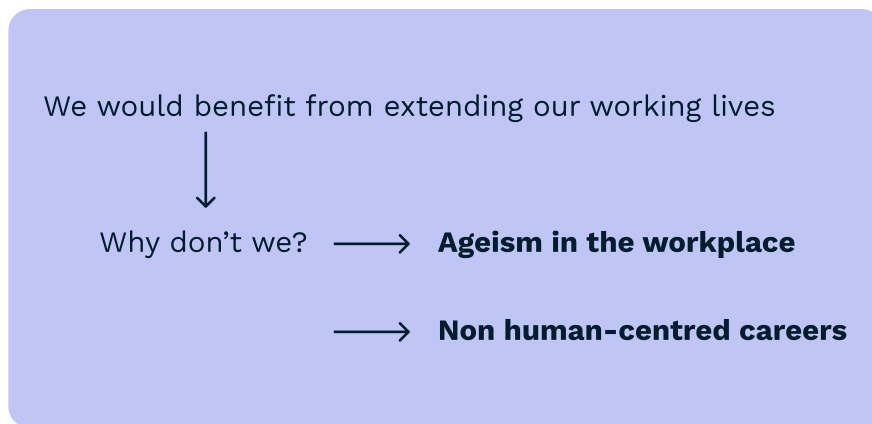 We would benefit from extending our working lives
Why don’t we?
Ageism in the workplace
Non human-centred careers